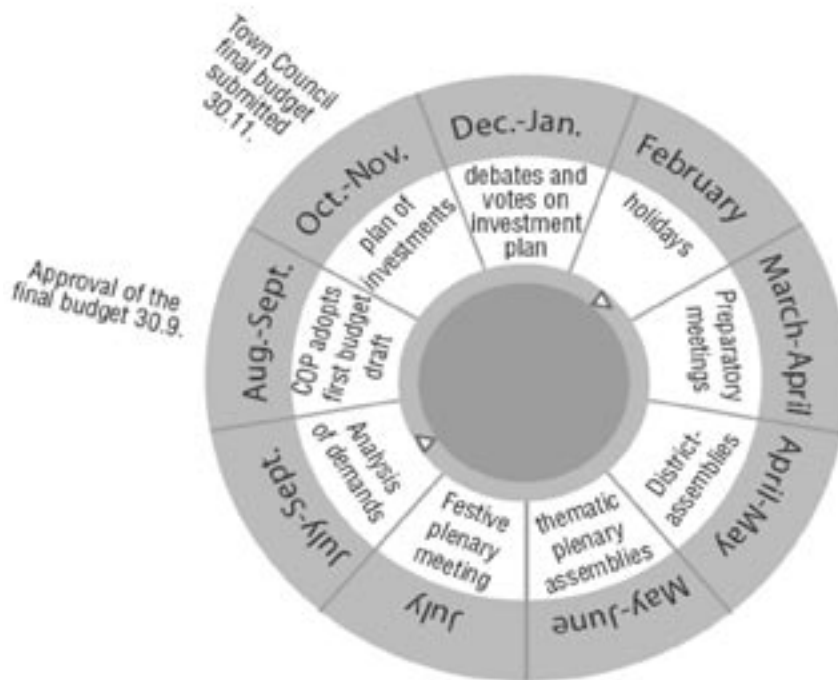 Town Council
final budget
submitted
30.11.
Approval of the
final budget 30.9.
Dec.-Jan.
debates and
votes on
investment
plan
February
holidays
March-April
Preparatory
meetings
April-May
District-
assemblies
May-June
thematic
plenary
assemblies
July
Festive
plenary
meeting
July-Sept.
Analysis
of demands
Aug.-Sept.
COP adopts
first budget
draft
Oct.-Nov.
plan of
investments